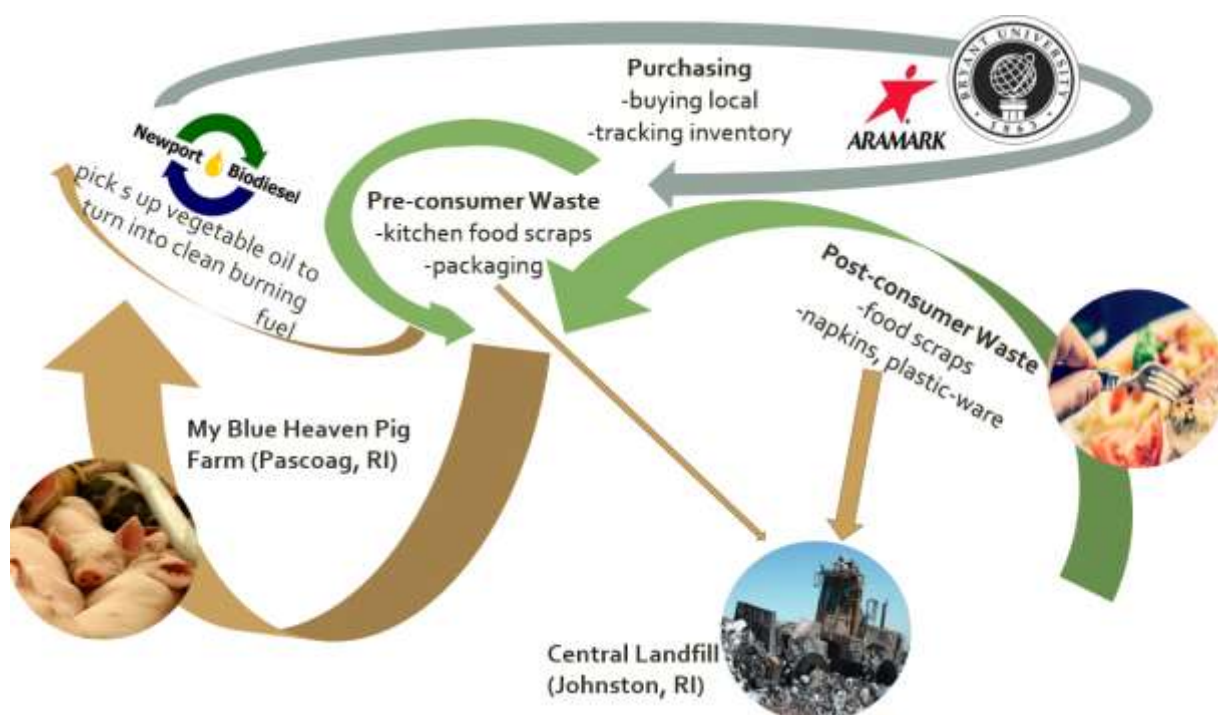 Purchasing
-buying local
-tracking inventory
ARAMARK
BRYANT UNIVERSITY
1863
Newport
Biodiesel
pick s up vegetable oil to
turn into clean burning
fuel
Pre-consumer Waste
-kitchen food scraps
-packaging
Post-consumer Waste
-food scraps
-napkins, plastic-ware
My Blue Heaven Pig
Farm (Pascoag, RI)
Central Landfill
(Johnston, RI)